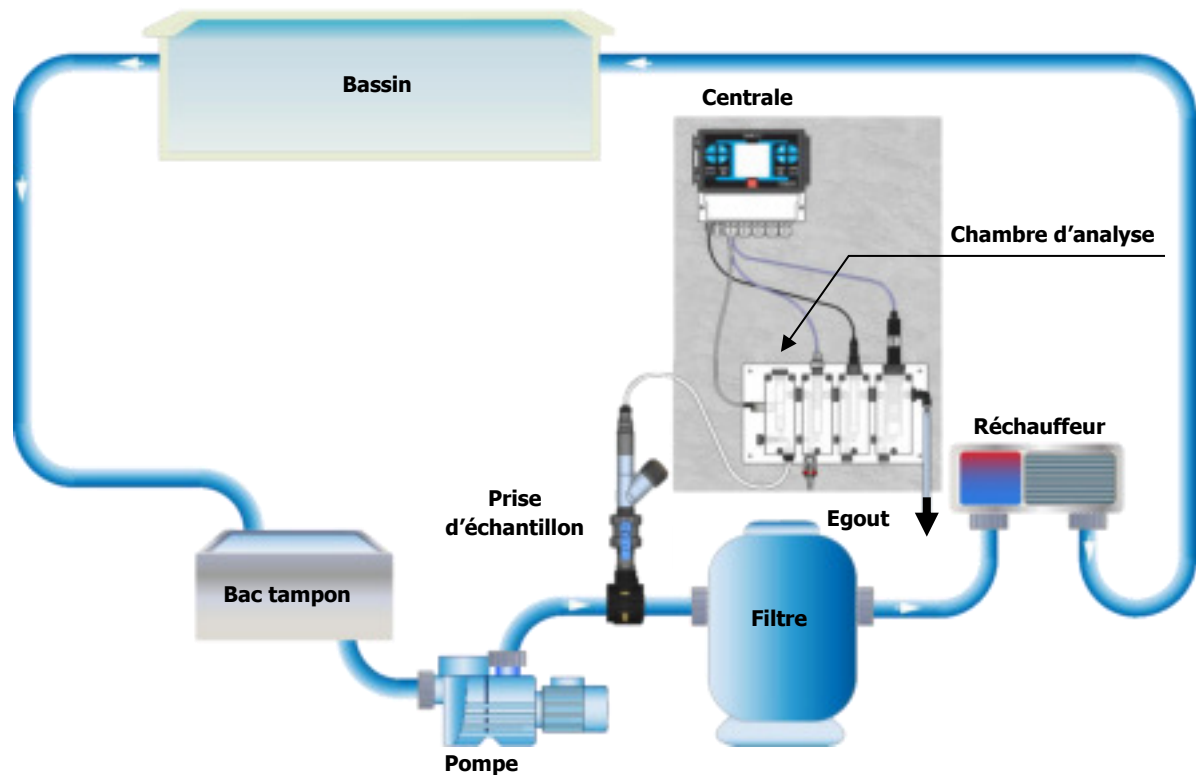 Bassin
Centrale
Chambre d’analyse
Réchauffeur
Prise
d’échantillon
Egout
Bac tampon
Filtre
Pompe